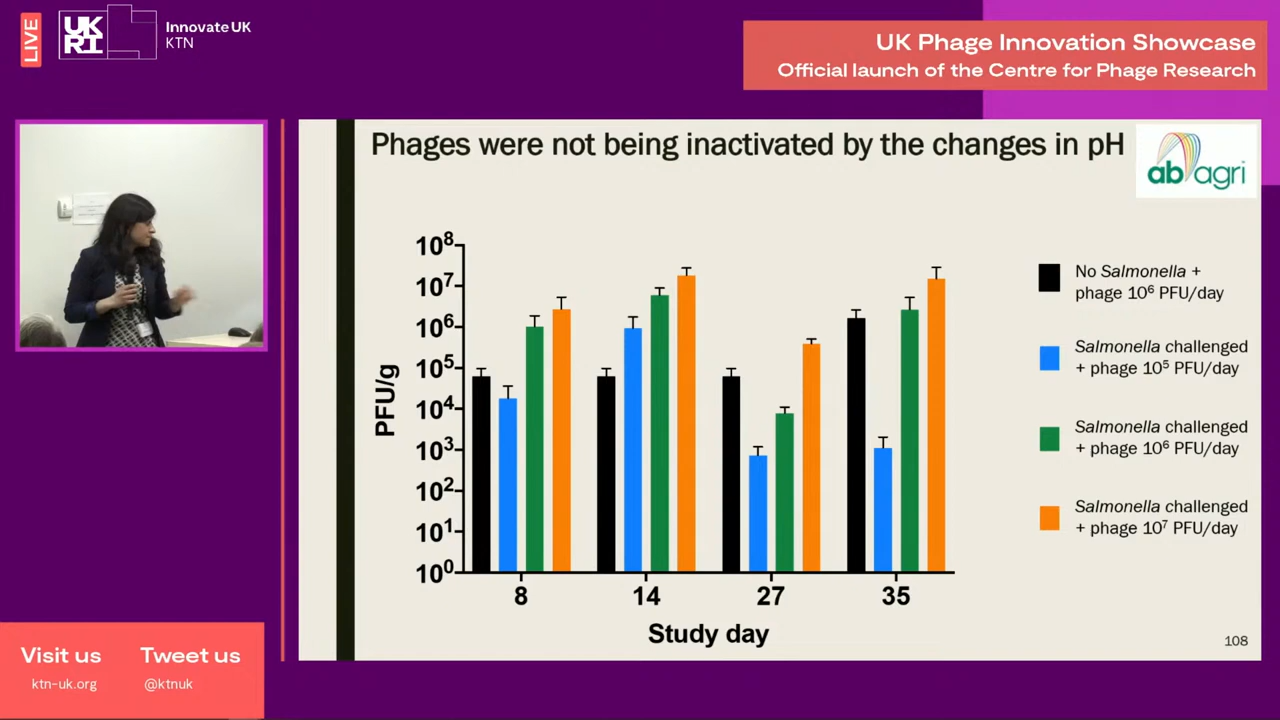 LIVE
UK
RI
Innovate UK
KTN
UK Phage Innovation Showcase
Official launch of the Centre for Phage Research
Phages were not being inactivated by the changes in pH
ab agri
PFU/g
10⁸
10⁷
10⁶
10⁵
10⁴
10³
10²
10¹
10⁰
8
14
27
35
Study day
No Salmonella +
phage 10⁶ PFU/day
Salmonella challenged
+ phage 10⁵ PFU/day
Salmonella challenged
+ phage 10⁶ PFU/day
Salmonella challenged
+ phage 10⁷ PFU/day
108
Visit us
ktn-uk.org
Tweet us
@ktnuk